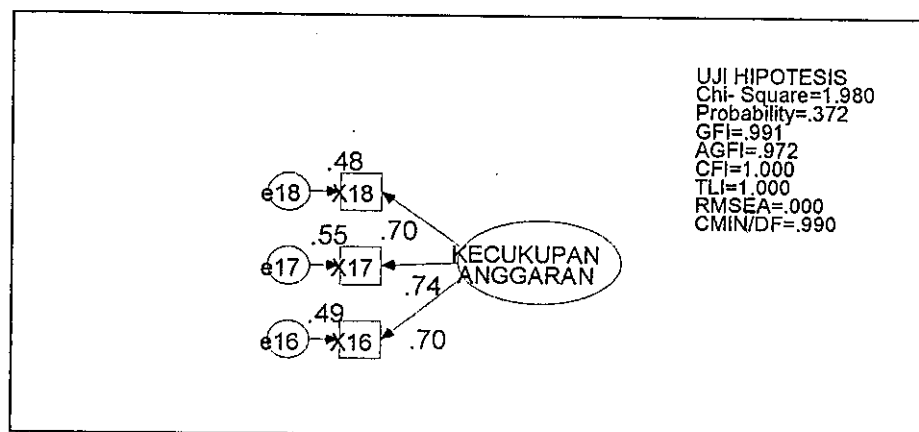 UJI HIPOTESIS
Chi- Square=1.980
Probability=.372
GFI=.991
AGFI=.972
CFI=1.000
TLI=1.000
RMSEA=.000
CMIN/DF=.990
.48
e18 X18
.70
.55
e17 X17
KECUKUPAN
ANGGARAN
.74
.49
e16 X16
.70